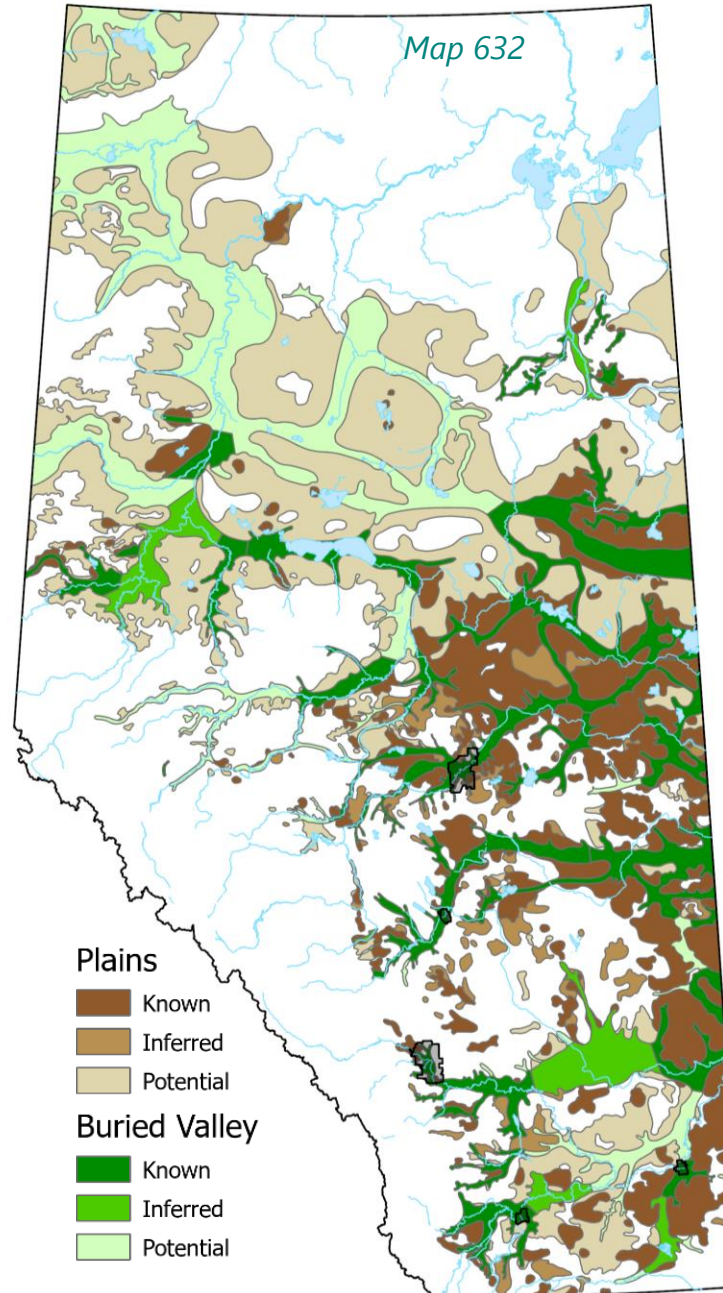 Map 632
Plains
Known
Inferred
Potential
Buried Valley
Known
Inferred
Potential